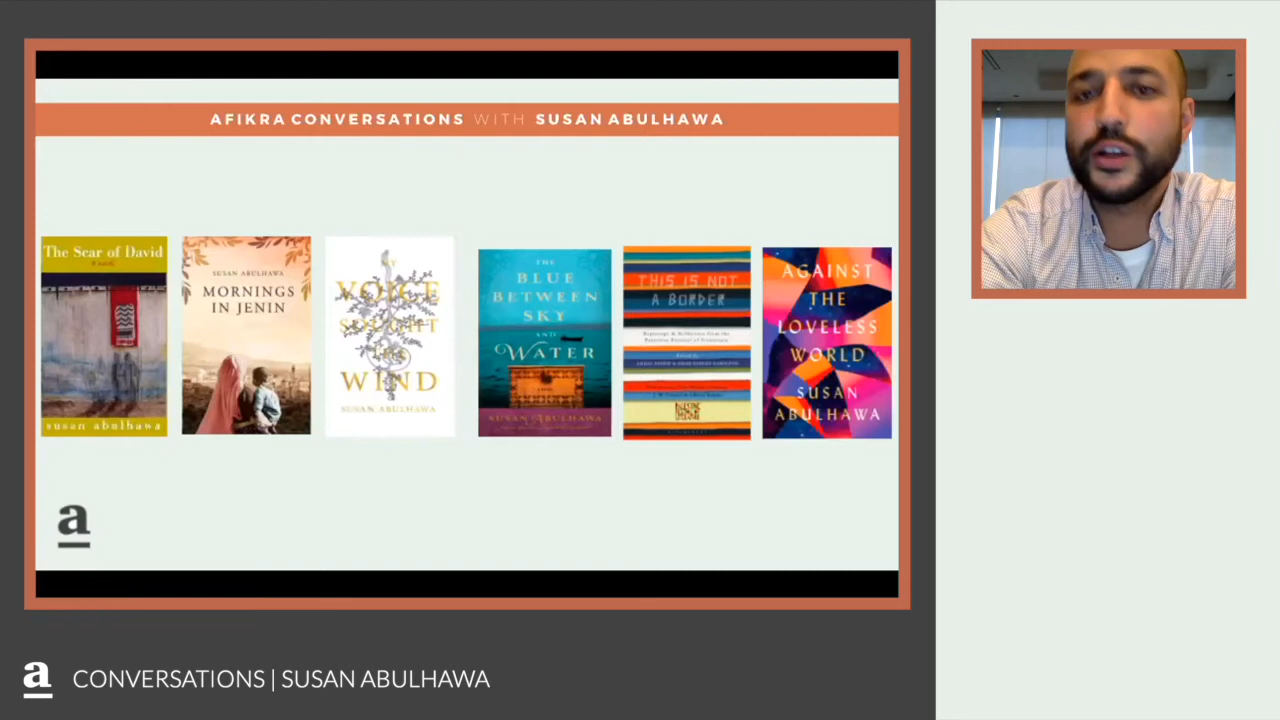 AFIKRA CONVERSATIONS WITH SUSAN ABULHAWA
The Scar of David
susan abulhawa
SUSAN ABULHAWA
MORNINGS
IN JENIN
MY
VOICE
SOUGHT
THE
WIND
SUSAN ABULHAWA
THE
BLUE
BETWEEN
SKY
AND
WATER
SUSAN ABULHAWA
THIS IS NOT
A BORDER
AGAINST
THE
LOVELESS
WORLD
SUSAN
ABULHAWA
a
a
CONVERSATIONS | SUSAN ABULHAWA